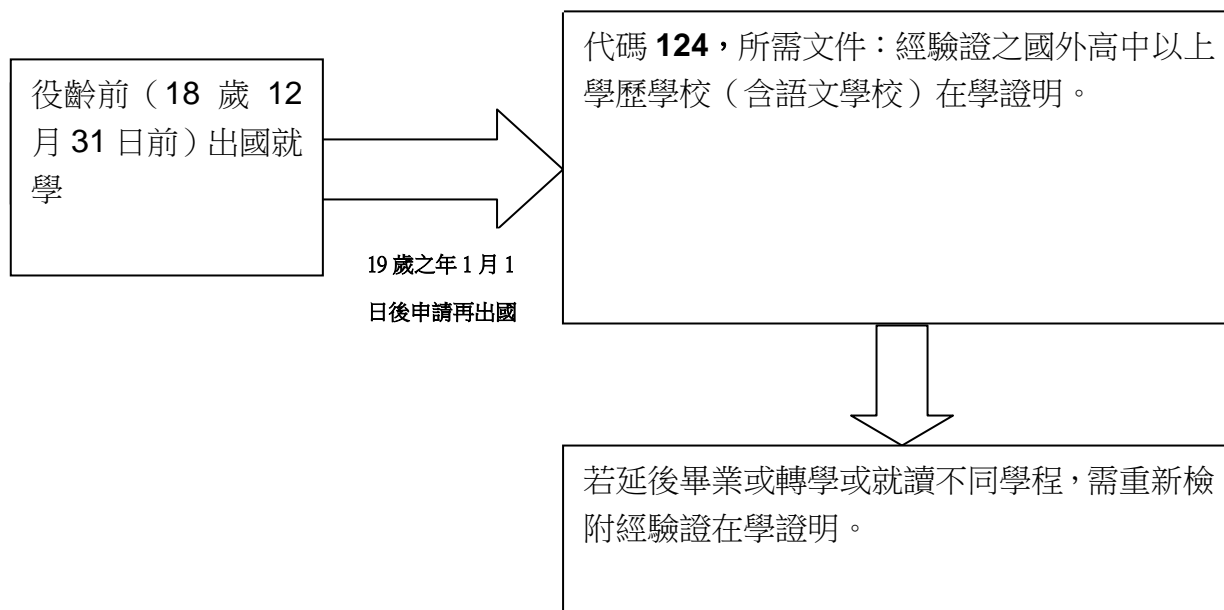 役齡前（18 歲 12
月 31 日前）出國就
學
19 歲之年 1 月 1
日後申請再出國
代碼 124，所需文件：經驗證之國外高中以上
學歷學校（含語文學校）在學證明。
若延後畢業或轉學或就讀不同學程，需重新檢
附經驗證在學證明。